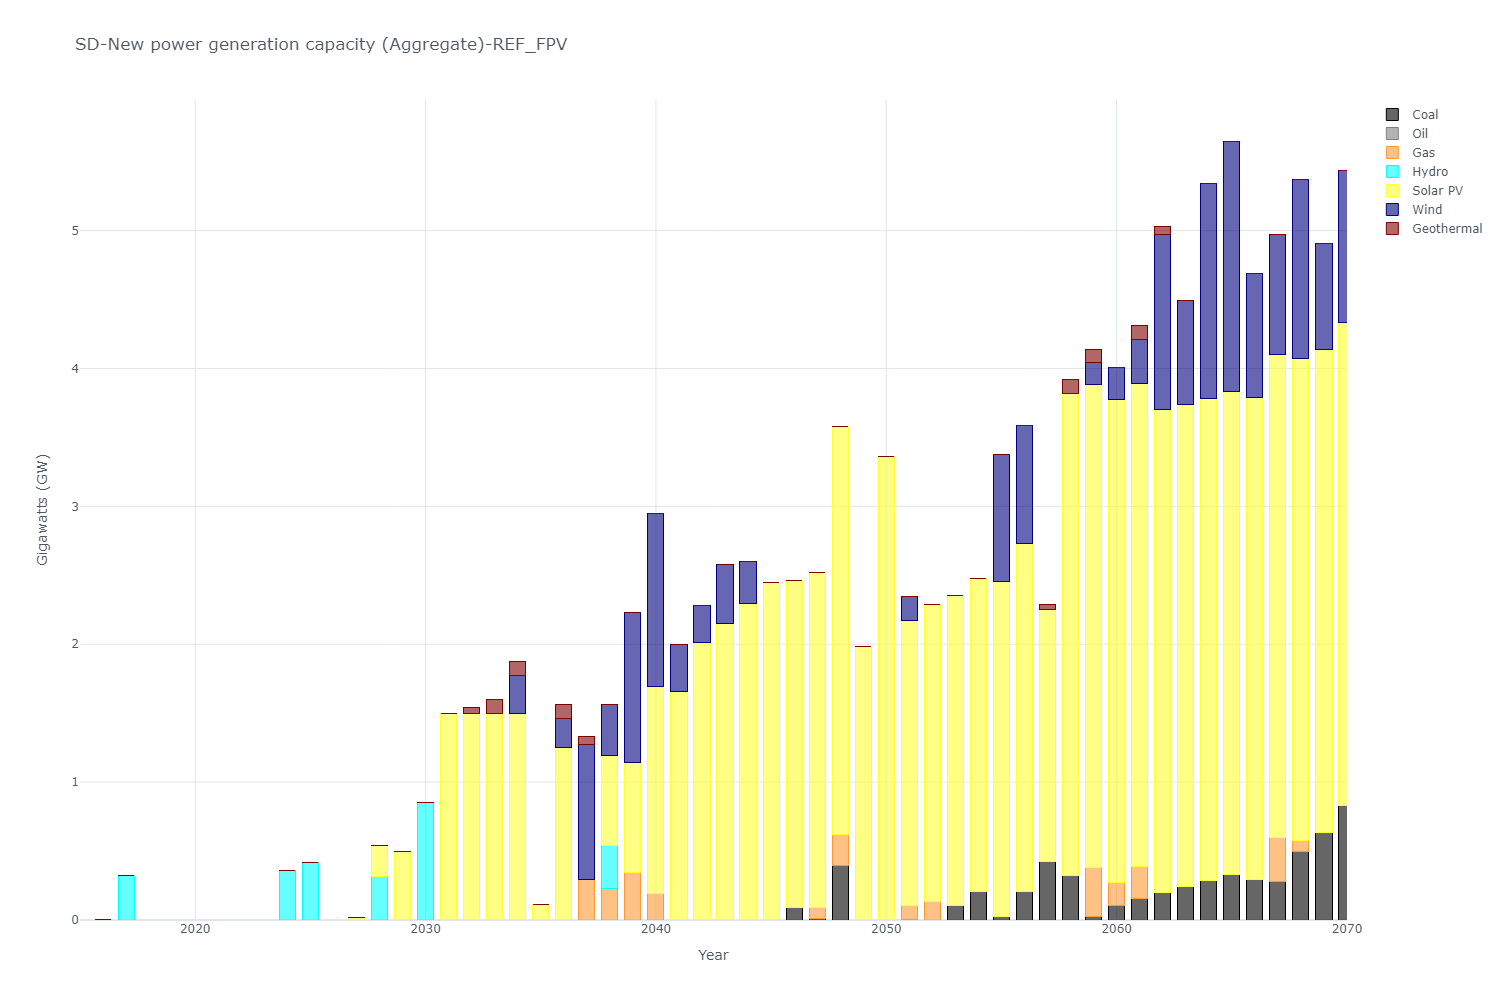 SD-New power generation capacity (Aggregate)-REF_FPV
Coal
Oil
Gas
Hydro
Solar PV
Wind
Geothermal
Gigawatts (GW)
5
4
3
2
1
0
2020
2030
2040
2050
2060
2070
Year